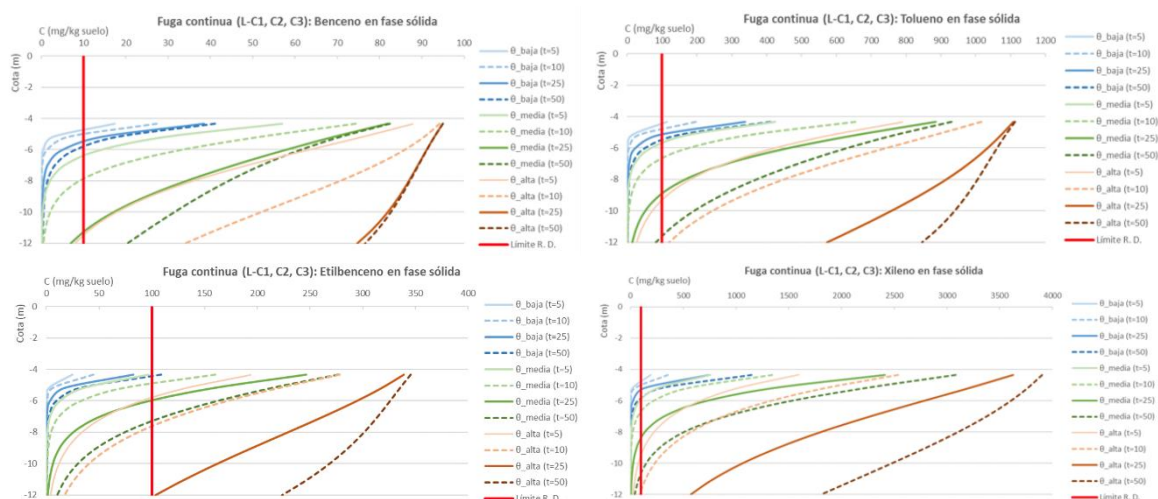 Fuga continua (L-C1, C2, C3): Benceno en fase sólida
C (mg/kg suelo)
0 10 20 30 40 50 60 70 80 90 100
Cota (m)
0
-2
-4
-6
-8
-10
-12
θ_baja (t=5)
θ_baja (t=10)
θ_baja (t=25)
θ_baja (t=50)
θ_media (t=5)
θ_media (t=10)
θ_media (t=25)
θ_media (t=50)
θ_alta (t=5)
θ_alta (t=10)
θ_alta (t=25)
θ_alta (t=50)
Límite R. D.
Fuga continua (L-C1, C2, C3): Tolueno en fase sólida
C (mg/kg suelo)
0 100 200 300 400 500 600 700 800 900 1000 1100 1200
Cota (m)
0
-2
-4
-6
-8
-10
-12
θ_baja (t=5)
θ_baja (t=10)
θ_baja (t=25)
θ_baja (t=50)
θ_media (t=5)
θ_media (t=10)
θ_media (t=25)
θ_media (t=50)
θ_alta (t=5)
θ_alta (t=10)
θ_alta (t=25)
θ_alta (t=50)
Límite R. D.
Fuga continua (L-C1, C2, C3): Etilbenceno en fase sólida
C (mg/kg suelo)
0 50 100 150 200 250 300 350 400
Cota (m)
0
-2
-4
-6
-8
-10
-12
θ_baja (t=5)
θ_baja (t=10)
θ_baja (t=25)
θ_baja (t=50)
θ_media (t=5)
θ_media (t=10)
θ_media (t=25)
θ_media (t=50)
θ_alta (t=5)
θ_alta (t=10)
θ_alta (t=25)
θ_alta (t=50)
Límite R. D.
Fuga continua (L-C1, C2, C3): Xileno en fase sólida
C (mg/kg suelo)
0 500 1000 1500 2000 2500 3000 3500 4000
Cota (m)
0
-2
-4
-6
-8
-10
-12
θ_baja (t=5)
θ_baja (t=10)
θ_baja (t=25)
θ_baja (t=50)
θ_media (t=5)
θ_media (t=10)
θ_media (t=25)
θ_media (t=50)
θ_alta (t=5)
θ_alta (t=10)
θ_alta (t=25)
θ_alta (t=50)
Límite R. D.